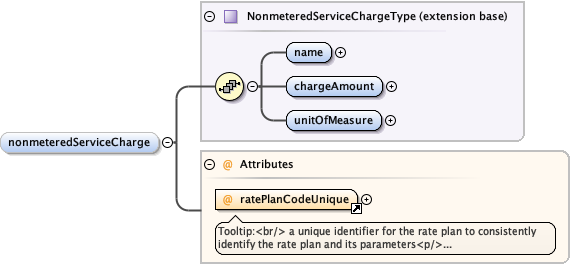 NonmeteredServiceChargeType (extension base)
name
chargeAmount
unitOfMeasure
nonmeteredServiceCharge
@ Attributes
@ ratePlanCodeUnique
Tooltip:<br/> a unique identifier for the rate plan to consistently
identify the rate plan and its parameters<p/>...